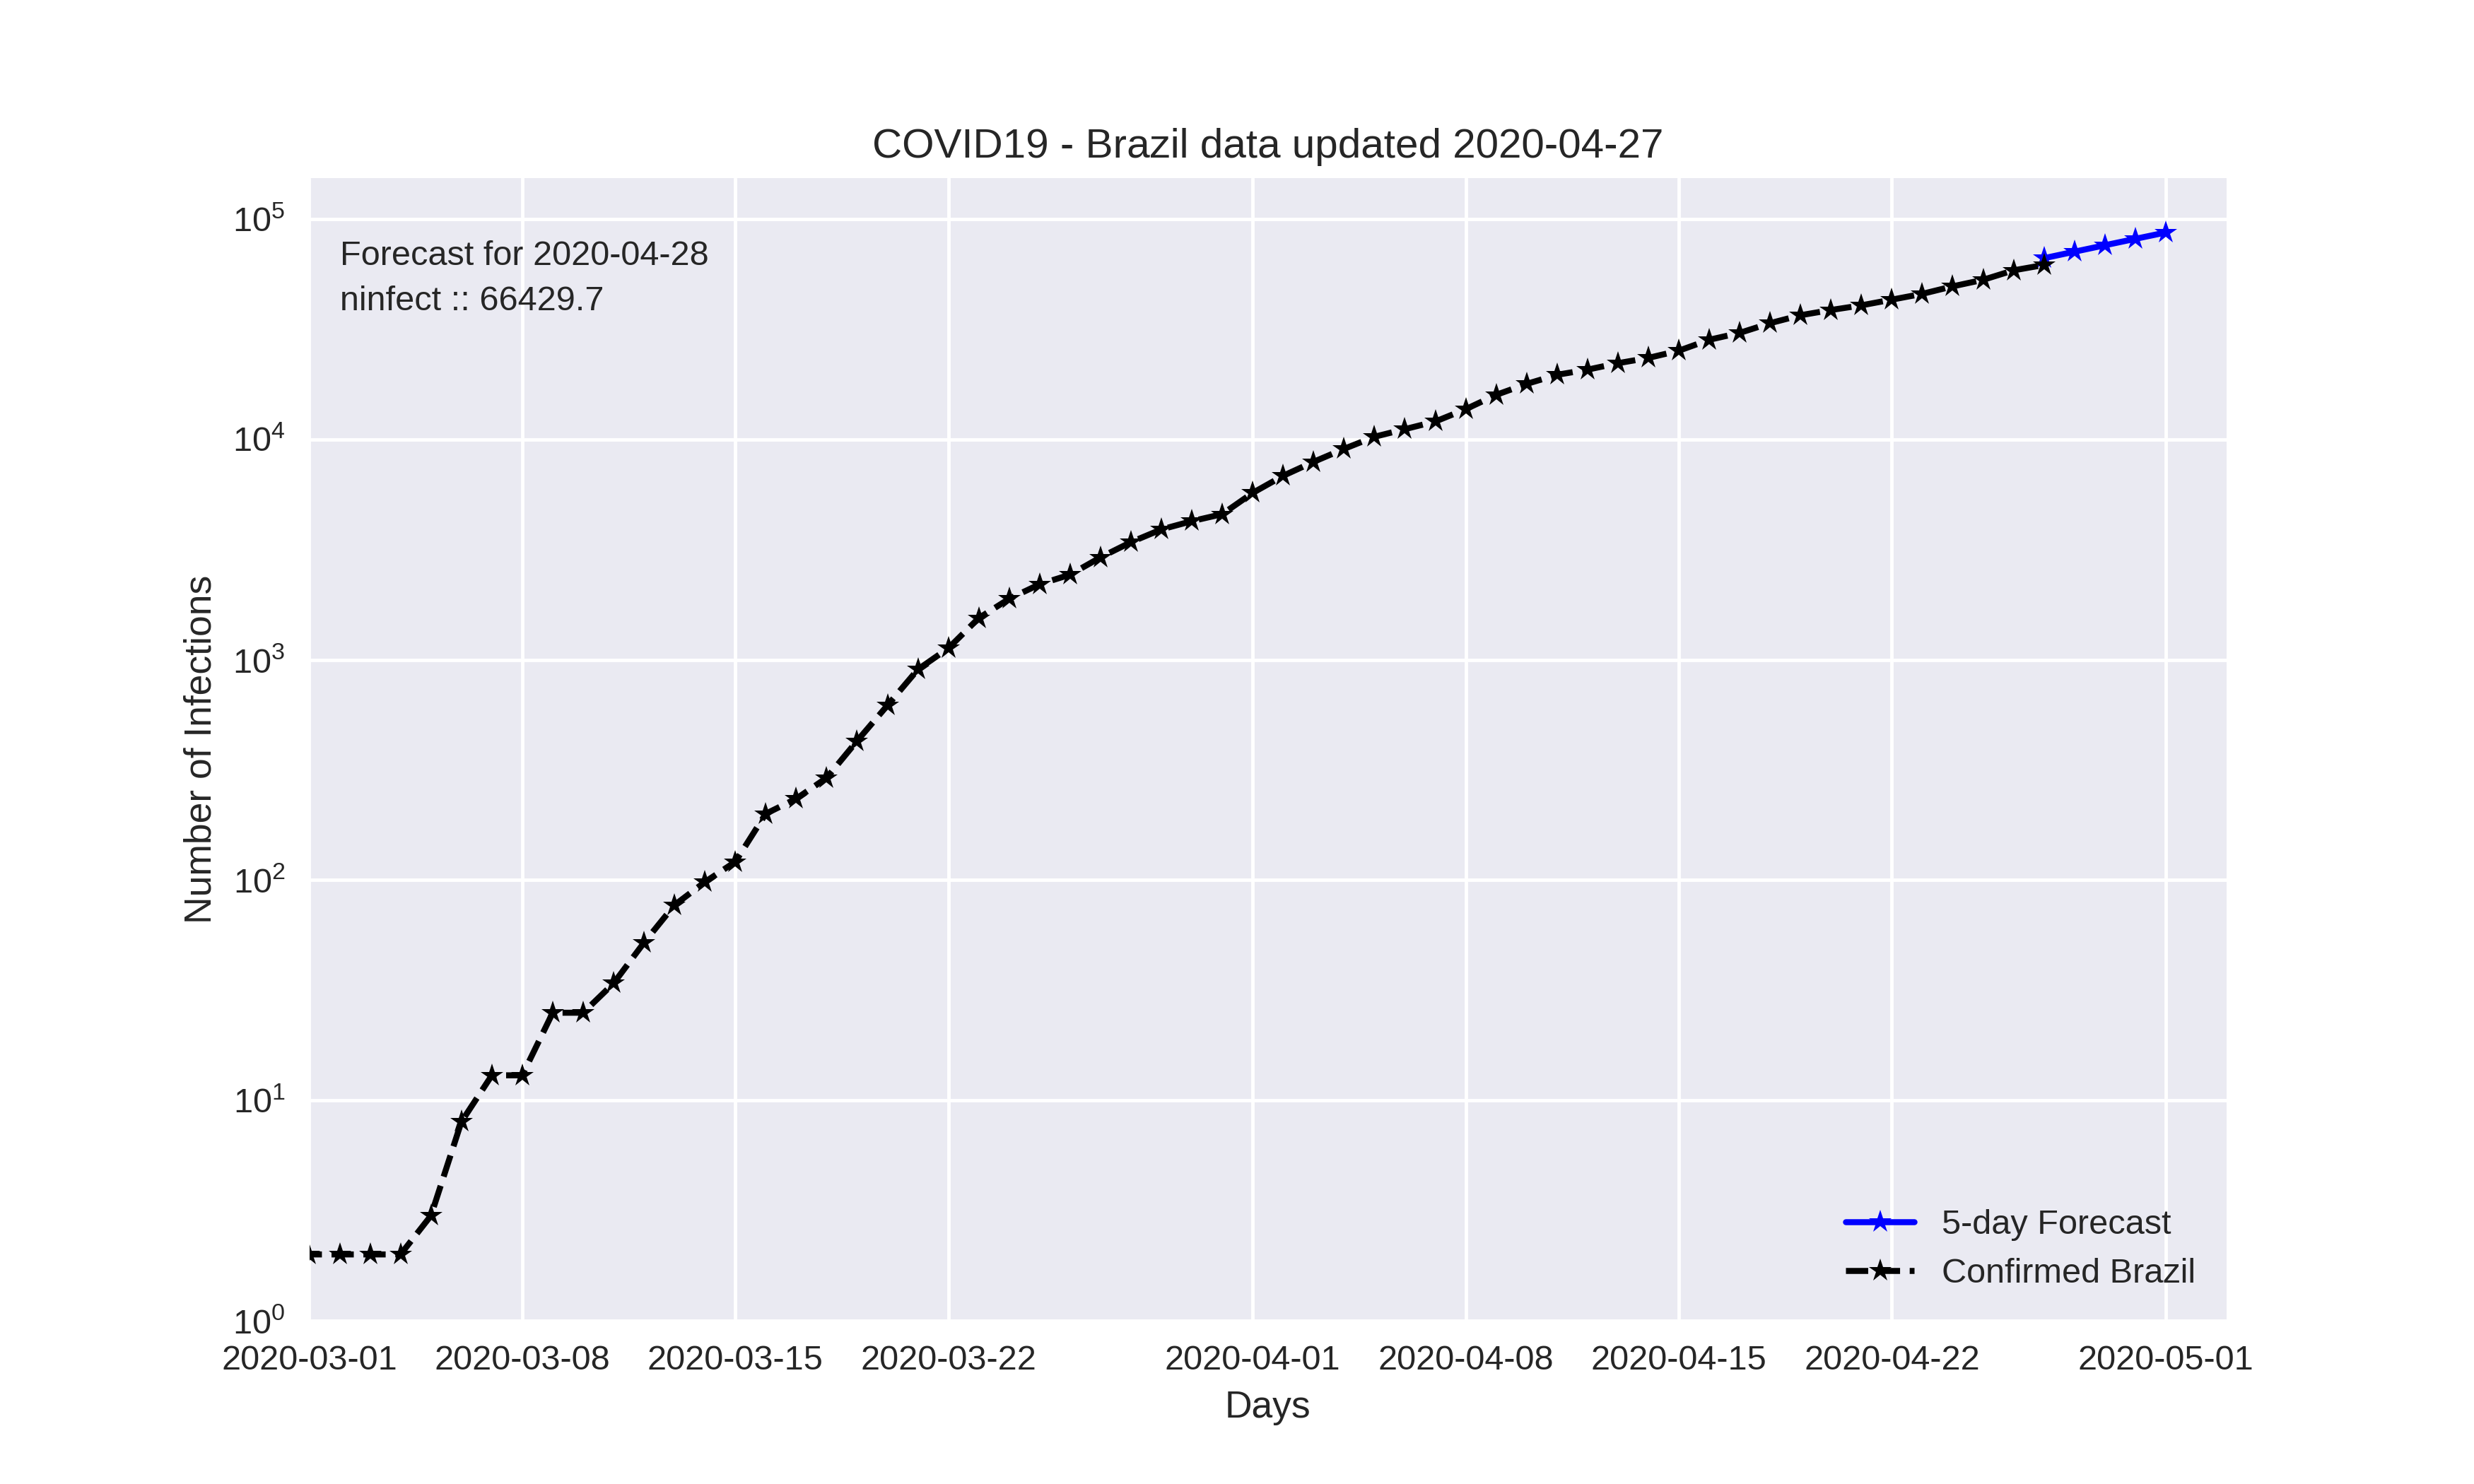 COVID19 - Brazil data updated 2020-04-27
10⁵
10⁴
10³
10²
10¹
10⁰
Number of Infections
Forecast for 2020-04-28
ninfect :: 66429.7
5-day Forecast
Confirmed Brazil
2020-03-01 2020-03-08 2020-03-15 2020-03-22 2020-04-01 2020-04-08 2020-04-15 2020-04-22 2020-05-01
Days